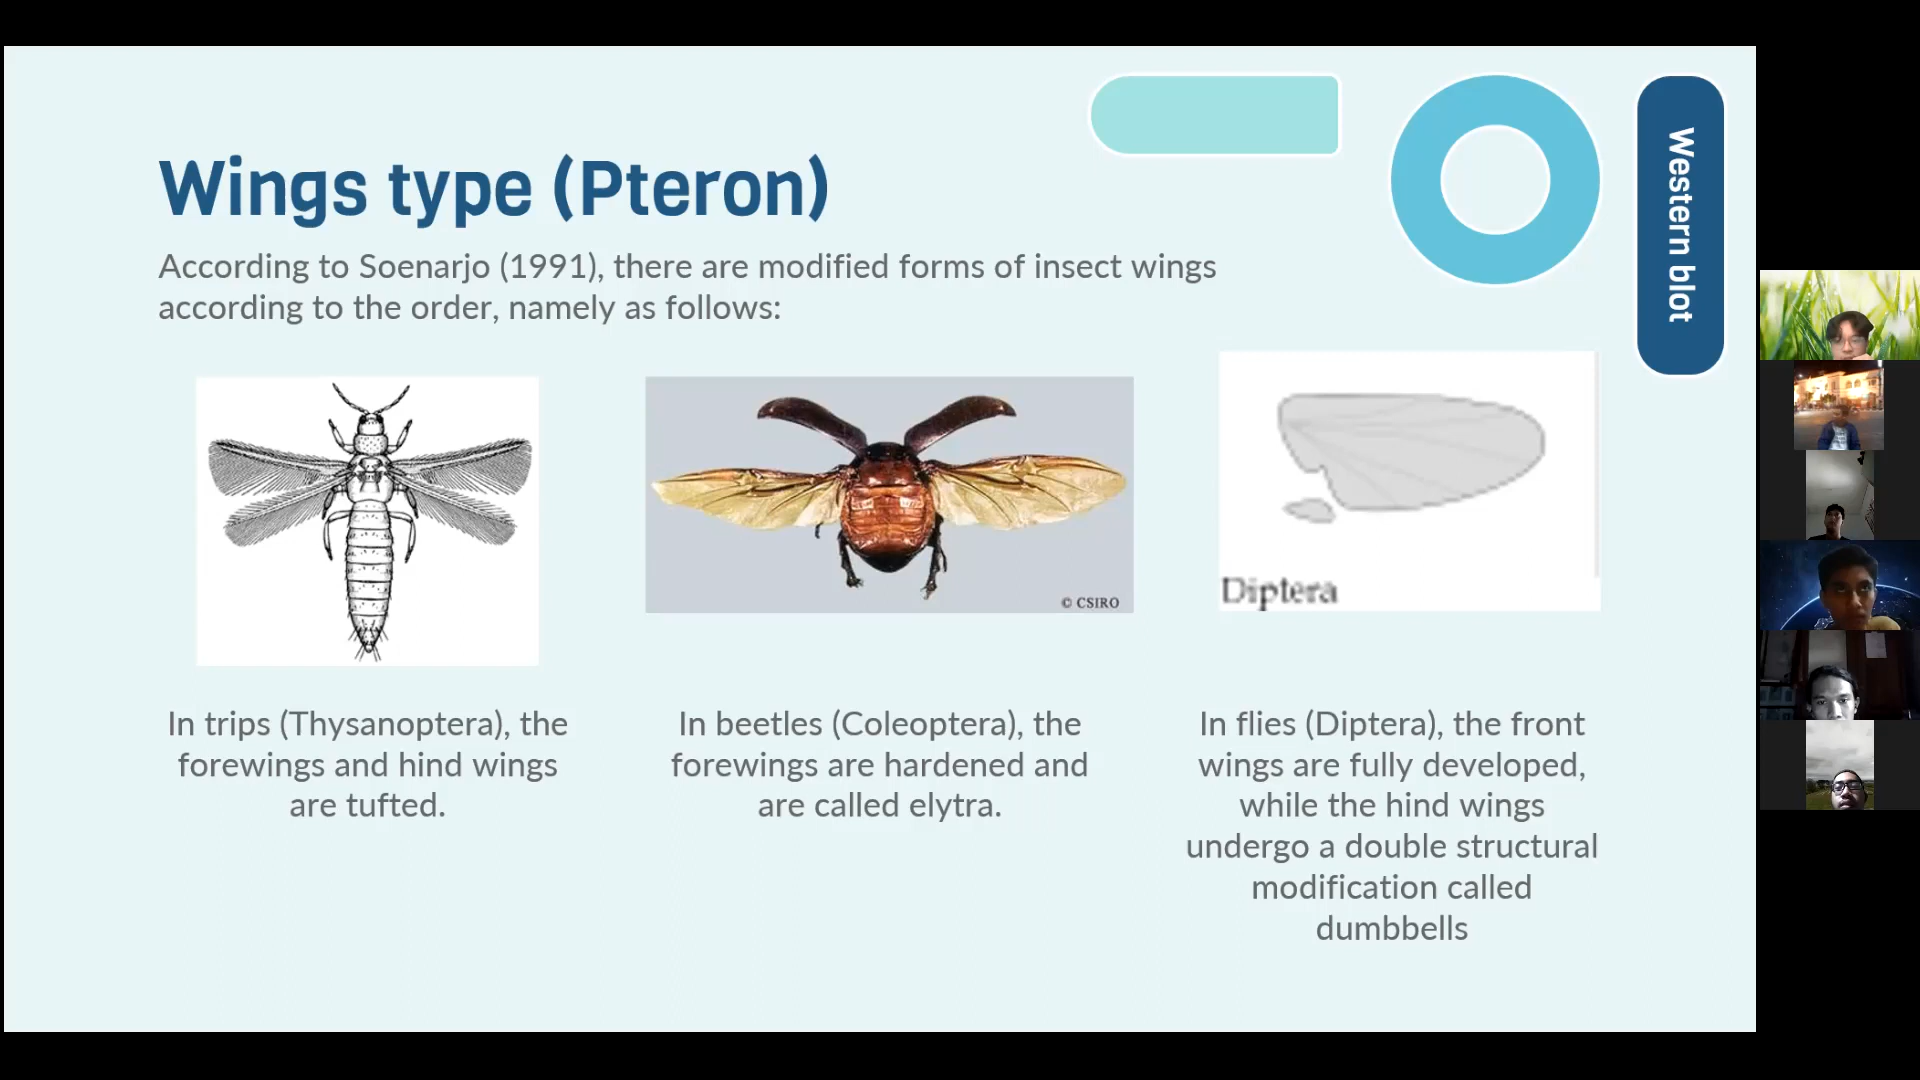 Wings type (Pteron)
According to Soenarjo (1991), there are modified forms of insect wings
according to the order, namely as follows:
Western blot
© CSIRO
Diptera
In trips (Thysanoptera), the
forewings and hind wings
are tufted.
In beetles (Coleoptera), the
forewings are hardened and
are called elytra.
In flies (Diptera), the front
wings are fully developed,
while the hind wings
undergo a double structural
modification called
dumbbells